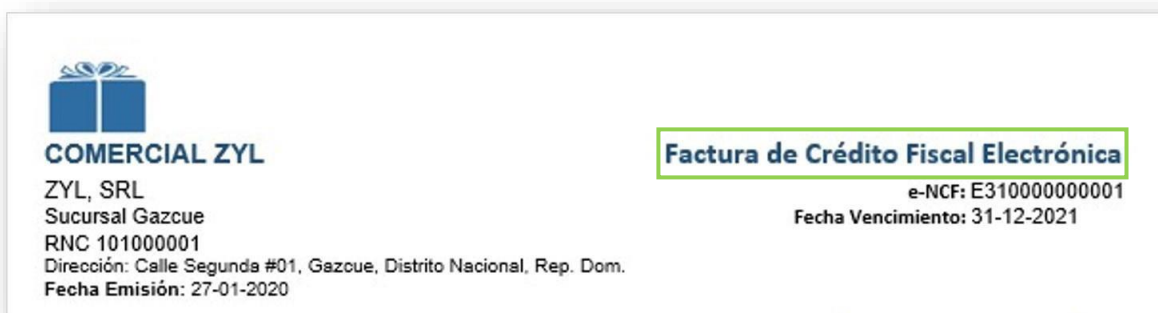 COMERCIAL ZYL
ZYL, SRL
Sucursal Gazcue
RNC 101000001
Dirección: Calle Segunda #01, Gazcue, Distrito Nacional, Rep. Dom.
Fecha Emisión: 27-01-2020
Factura de Crédito Fiscal Electrónica
e-NCF: E310000000001
Fecha Vencimiento: 31-12-2021